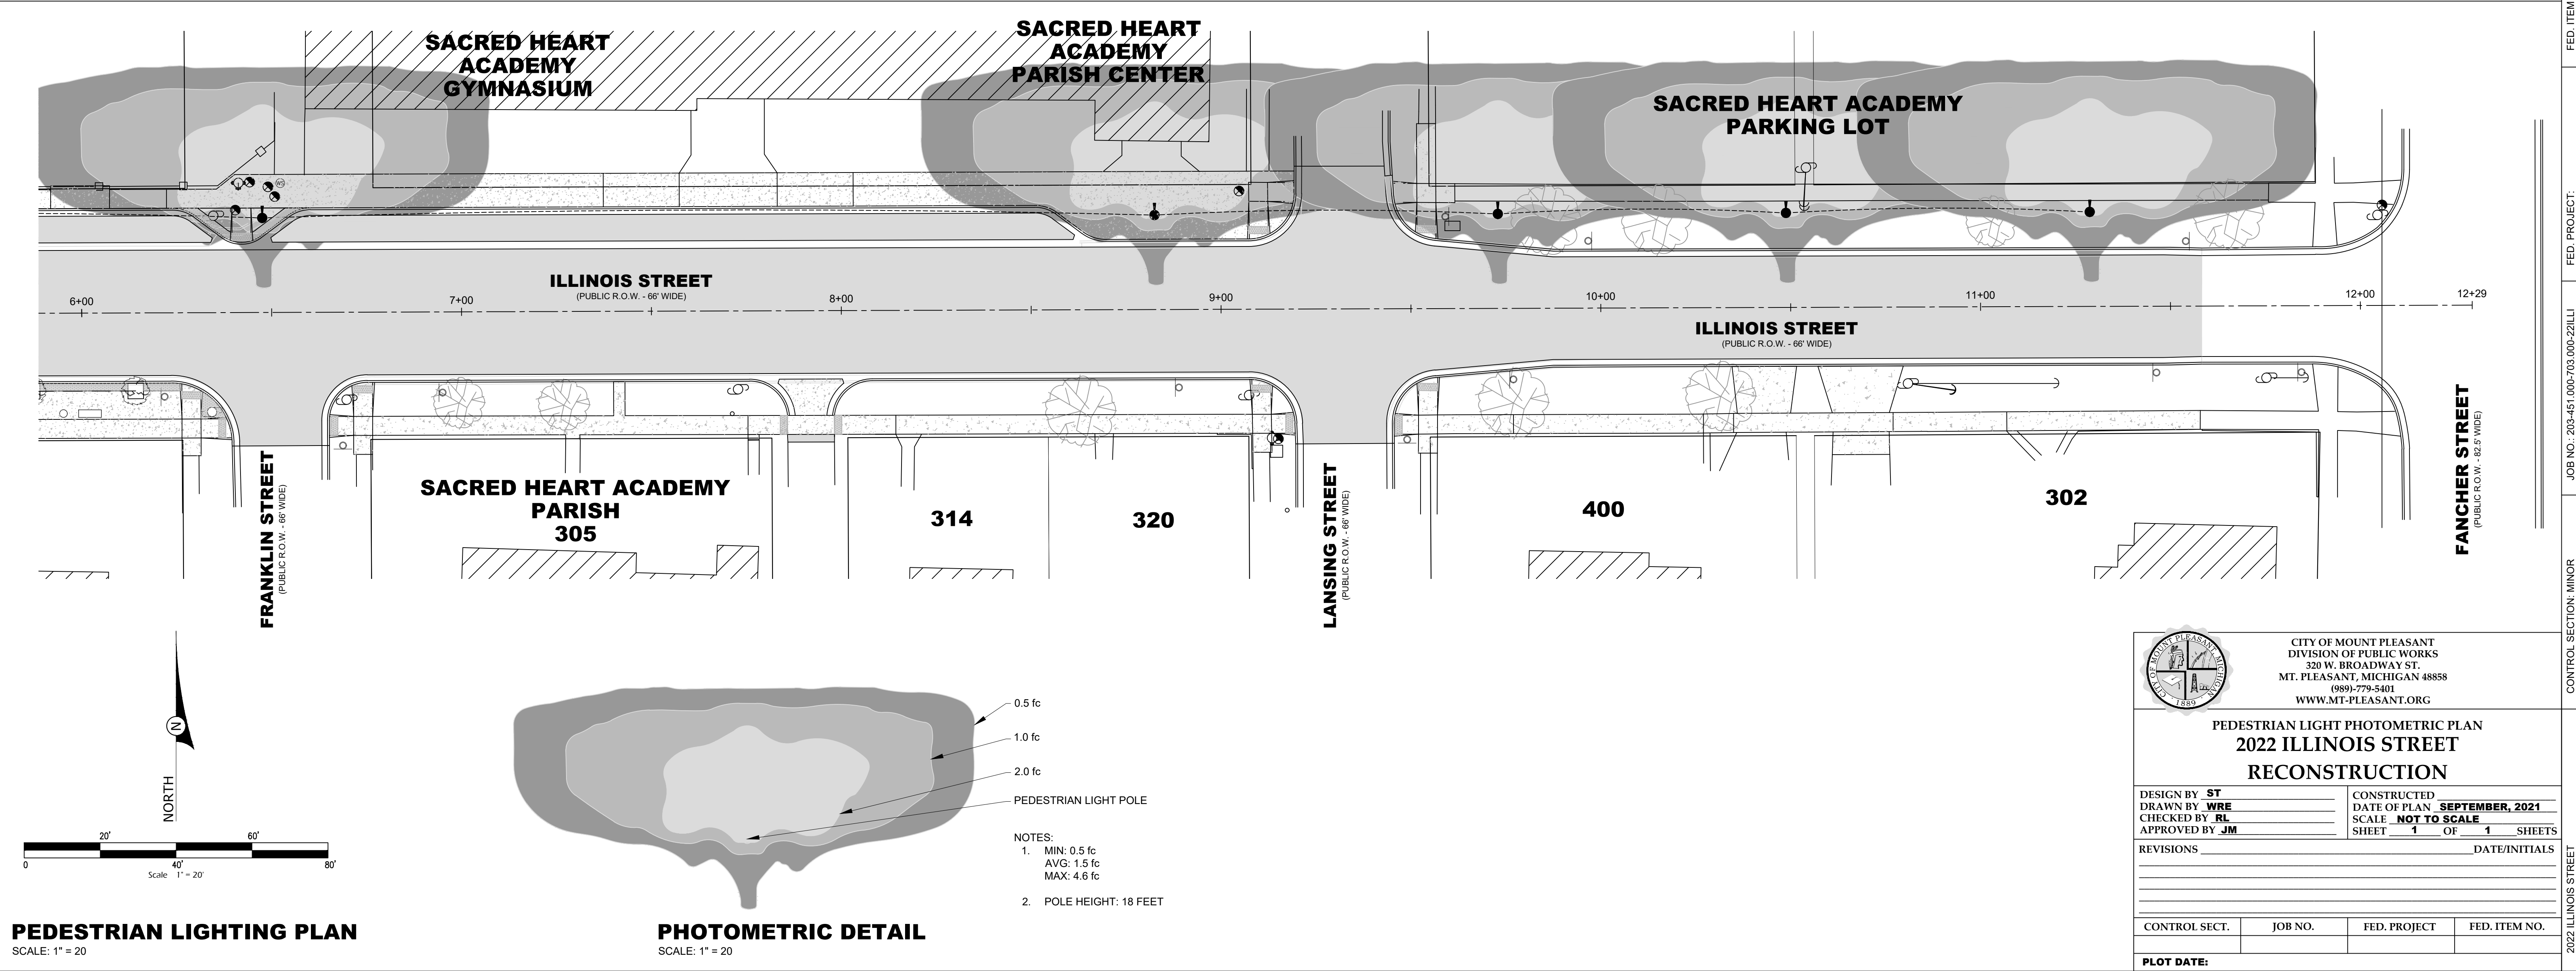 SACRED HEART
ACADEMY
GYMNASIUM
SACRED HEART
ACADEMY
PARISH CENTER
SACRED HEART ACADEMY
PARKING LOT
WS
ILLINOIS STREET
(PUBLIC R.O.W. - 66' WIDE)
6+00
7+00
8+00
9+00
10+00
11+00
12+00
12+29
ILLINOIS STREET
(PUBLIC R.O.W. - 66' WIDE)
FRANKLIN STREET
(PUBLIC R.O.W. - 66' WIDE)
SACRED HEART ACADEMY
PARISH
305
314
320
LANSING STREET
(PUBLIC R.O.W. - 66' WIDE)
400
302
FANCHER STREET
(PUBLIC R.O.W. - 82.5' WIDE)
N
NORTH
20'
60'
0
40'
80'
Scale 1" = 20'
PEDESTRIAN LIGHTING PLAN
SCALE: 1" = 20
0.5 fc
1.0 fc
2.0 fc
PEDESTRIAN LIGHT POLE
NOTES:
1. MIN: 0.5 fc
AVG: 1.5 fc
MAX: 4.6 fc
2. POLE HEIGHT: 18 FEET
PHOTOMETRIC DETAIL
SCALE: 1" = 20
CITY OF MOUNT PLEASANT, MICHIGAN
1889
CITY OF MOUNT PLEASANT
DIVISION OF PUBLIC WORKS
320 W. BROADWAY ST.
MT. PLEASANT, MICHIGAN 48858
(989)-779-5401
WWW.MT-PLEASANT.ORG
PEDESTRIAN LIGHT PHOTOMETRIC PLAN
2022 ILLINOIS STREET
RECONSTRUCTION
DESIGN BY ST
DRAWN BY WRE
CHECKED BY RL
APPROVED BY JM
CONSTRUCTED
DATE OF PLAN SEPTEMBER, 2021
SCALE NOT TO SCALE
SHEET 1 OF 1 SHEETS
REVISIONS DATE/INITIALS
CONTROL SECT. JOB NO. FED. PROJECT FED. ITEM NO.
PLOT DATE:
FED. ITEM
FED. PROJECT:
JOB NO.: 203-451.000-703.000-22ILLI
CONTROL SECTION: MINOR
2022 ILLINOIS STREET